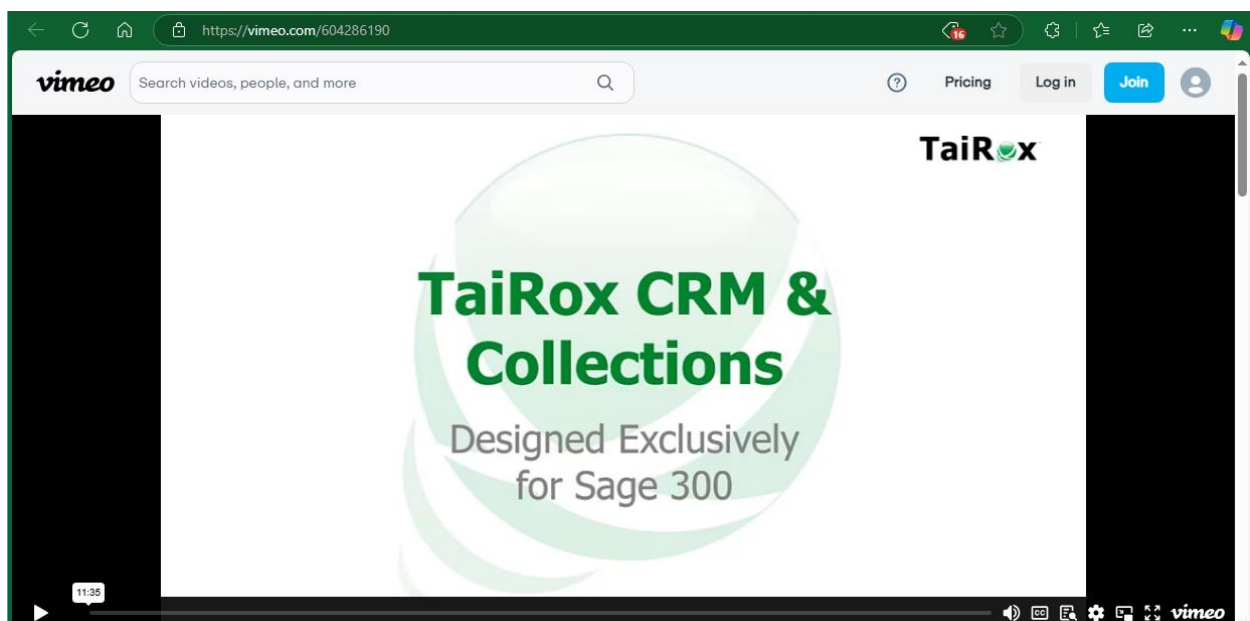 https://vimeo.com/604286190
16
vimeo
Search videos, people, and more
? Pricing Log in Join
TaiRox
TaiRox CRM &
Collections
Designed Exclusively
for Sage 300
11:35
CC vimeo